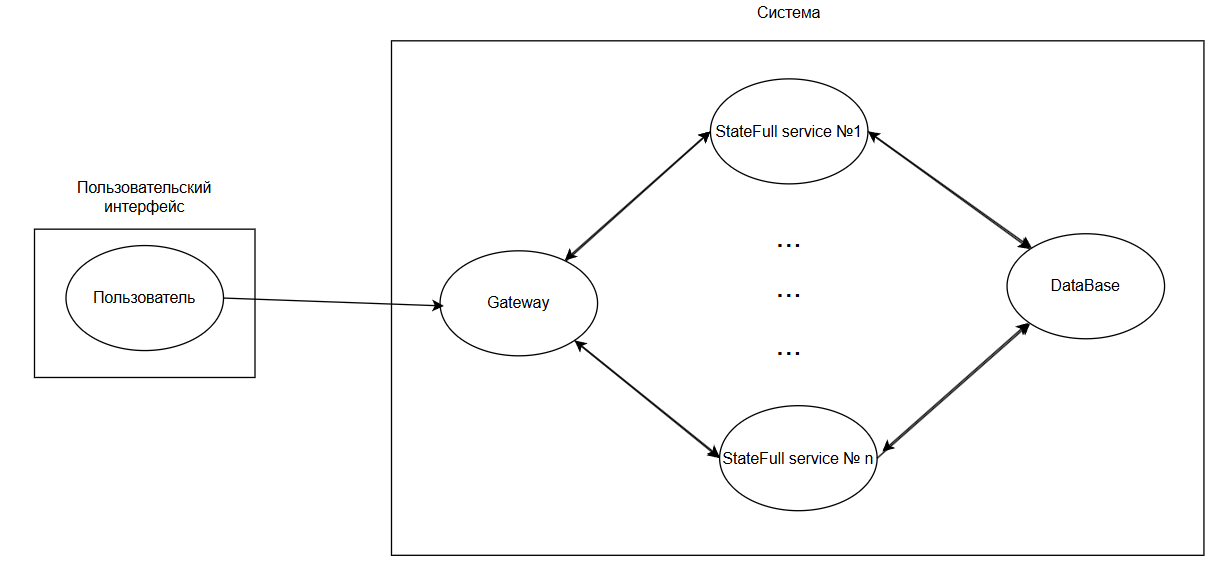 Система
Пользовательский
интерфейс
Пользователь
Gateway
StateFull service №1
...
...
...
StateFull service № n
DataBase